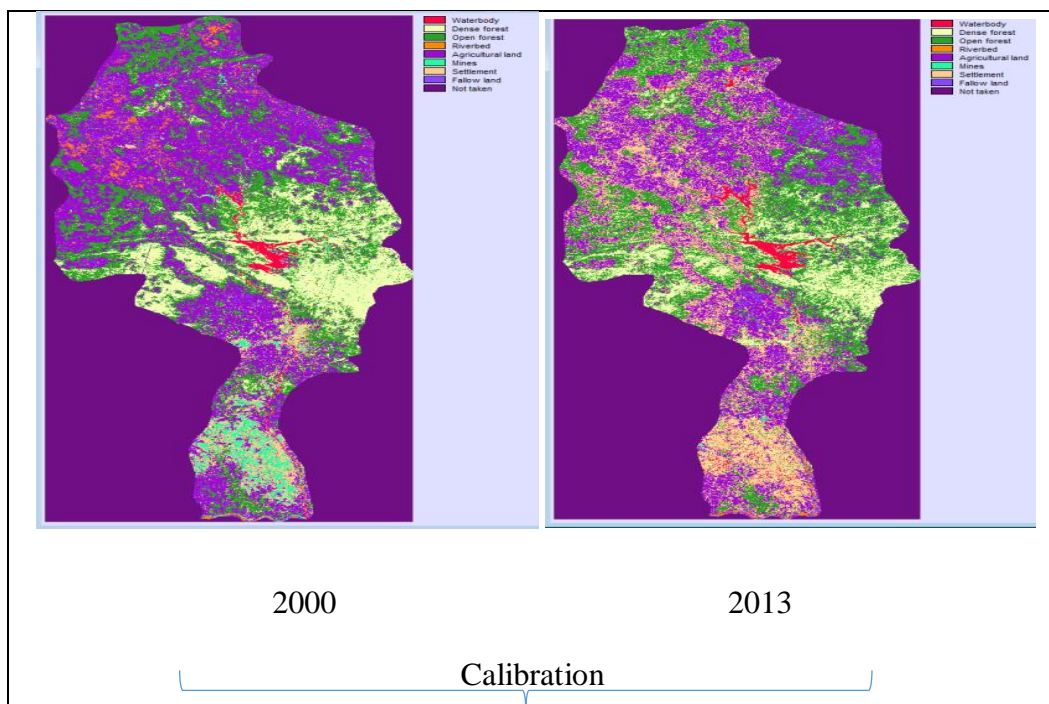 Waterbody
Dense forest
Open forest
Riverbed
Agricultural land
Mines
Settlement
Fallow land
Not taken
Waterbody
Dense forest
Open forest
Riverbed
Agricultural land
Mines
Settlement
Fallow land
Not taken
2000
2013
Calibration